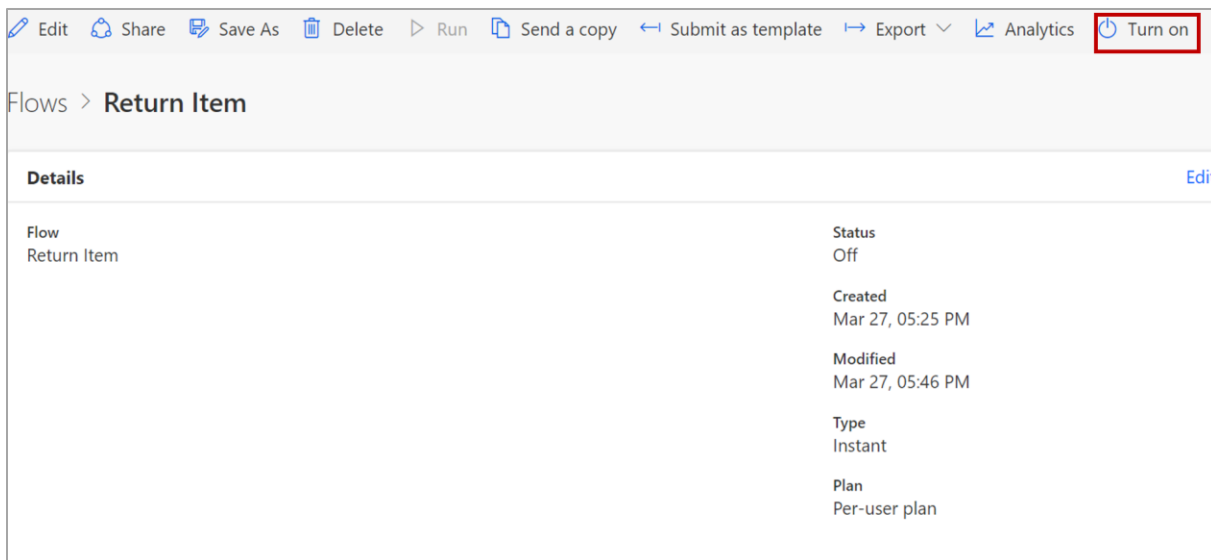 Edit Share Save As Delete Run Send a copy Submit as template Export Analytics Turn on
Flows > Return Item
Details Edi
Flow
Return Item
Status
Off
Created
Mar 27, 05:25 PM
Modified
Mar 27, 05:46 PM
Type
Instant
Plan
Per-user plan